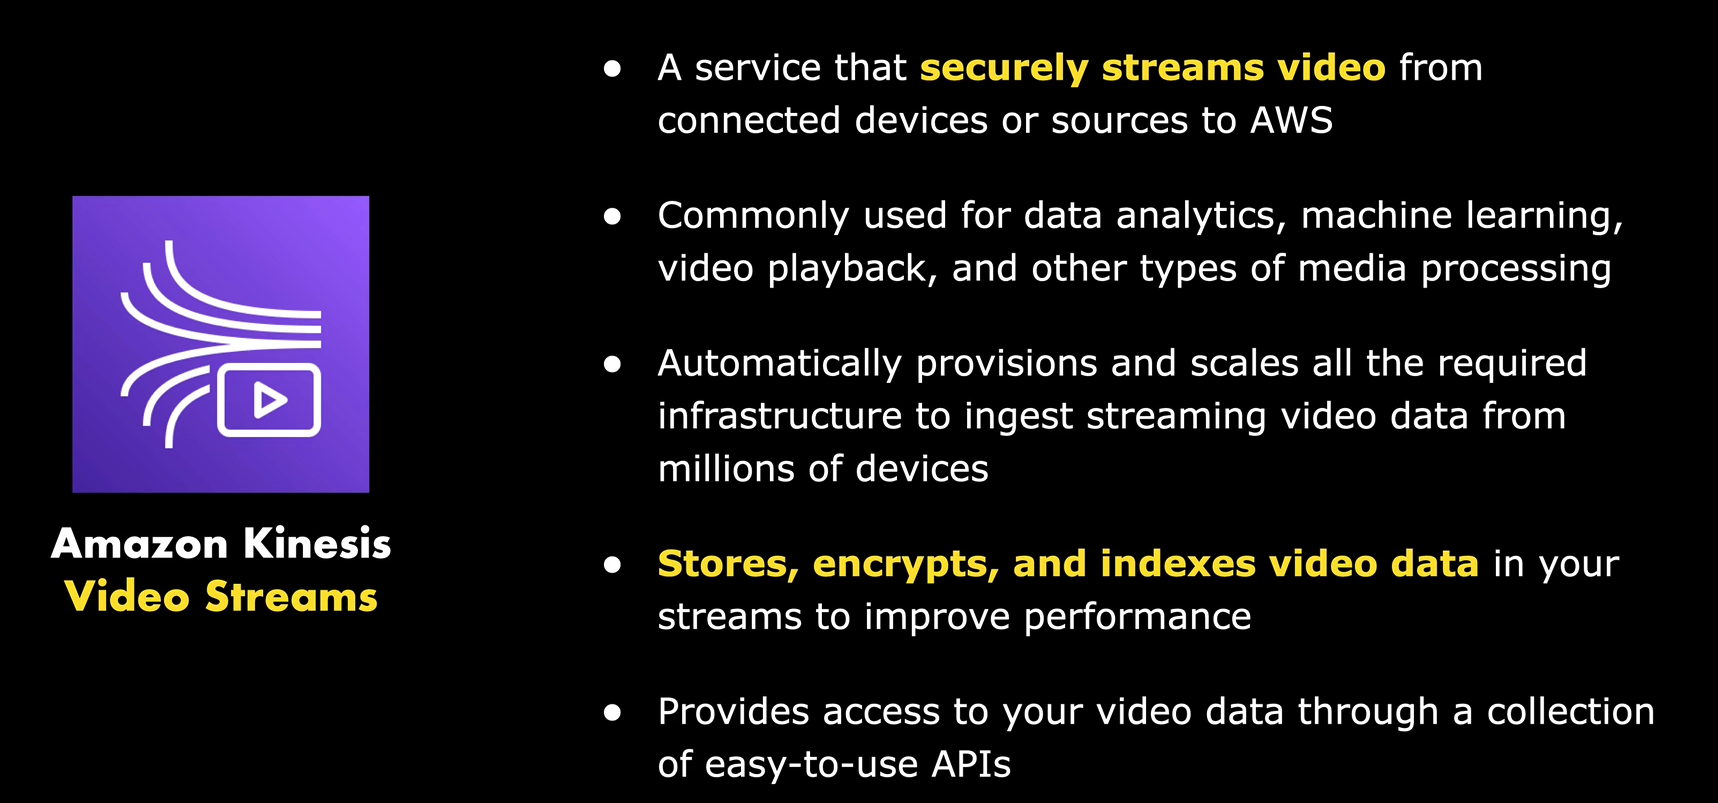 ● A service that securely streams video from
connected devices or sources to AWS
● Commonly used for data analytics, machine learning,
video playback, and other types of media processing
● Automatically provisions and scales all the required
infrastructure to ingest streaming video data from
millions of devices
● Stores, encrypts, and indexes video data in your
streams to improve performance
● Provides access to your video data through a collection
of easy-to-use APIs
Amazon Kinesis
Video Streams